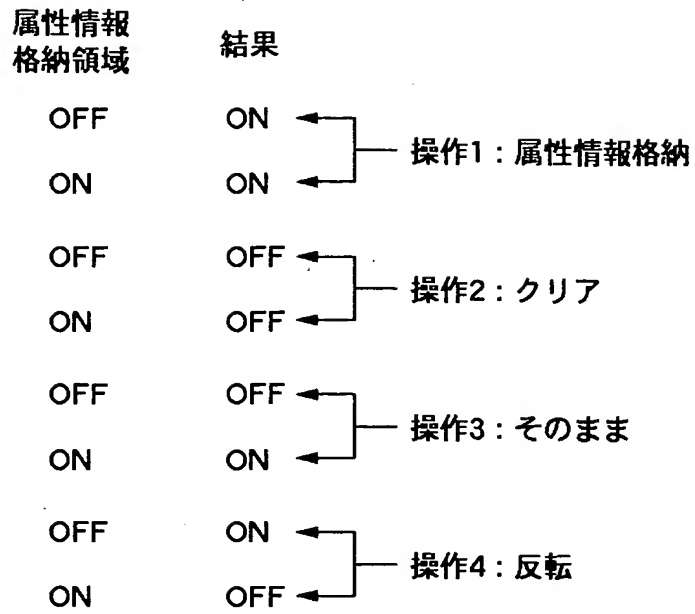 属性情報
格納領域 結果
OFF ON
操作1：属性情報格納
ON ON
OFF OFF
操作2：クリア
ON OFF
OFF OFF
操作3：そのまま
ON ON
OFF ON
操作4：反転
ON OFF